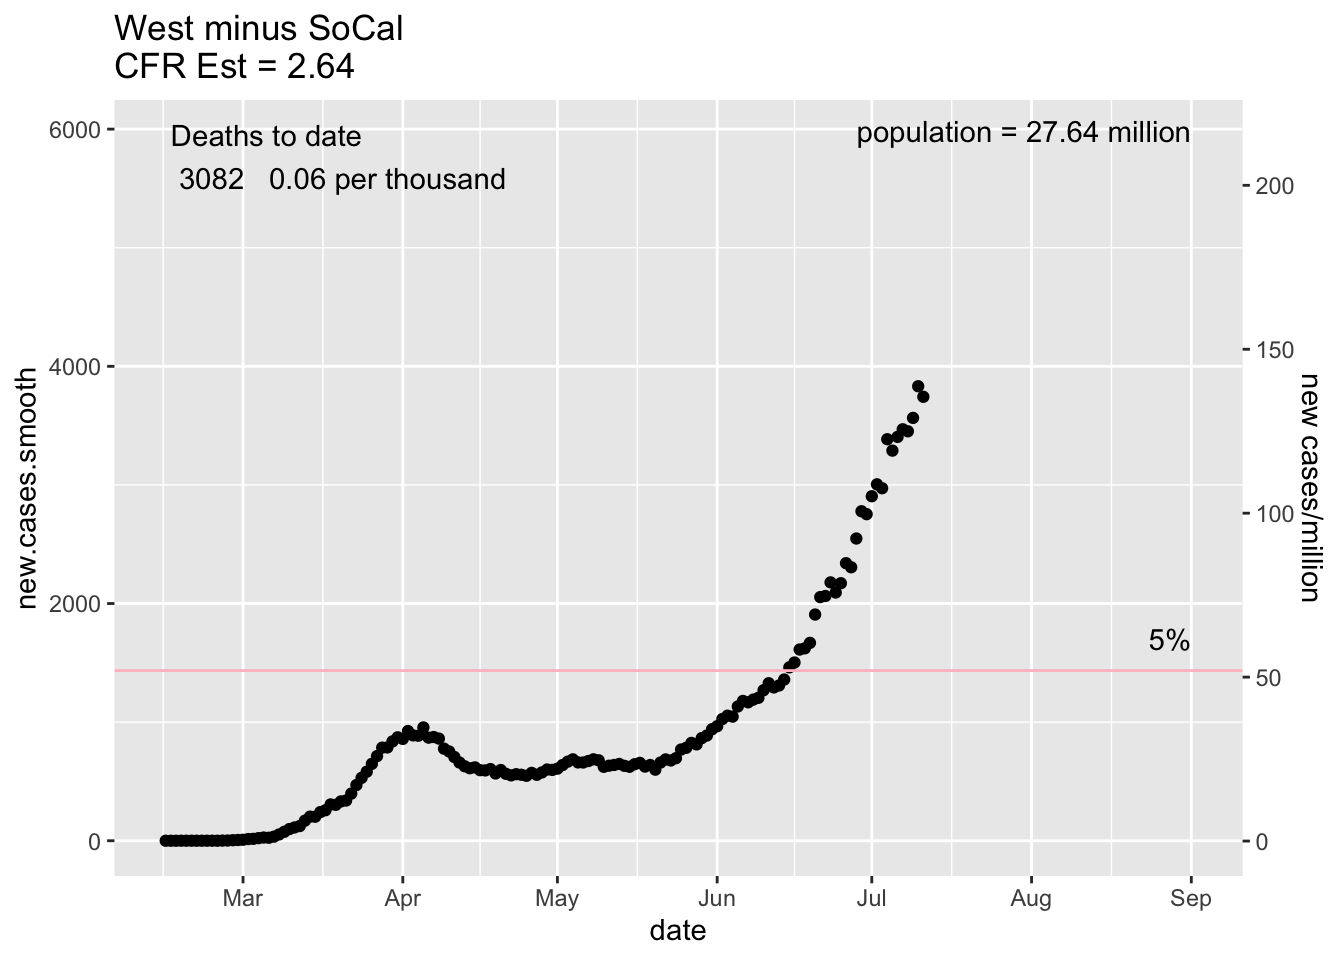 West minus SoCal
CFR Est = 2.64
Deaths to date
3082 0.06 per thousand
population = 27.64 million
6000
4000
2000
0
new.cases.smooth
200
150
100
50
0
new cases/million
5%
Mar Apr May Jun Jul Aug Sep
date